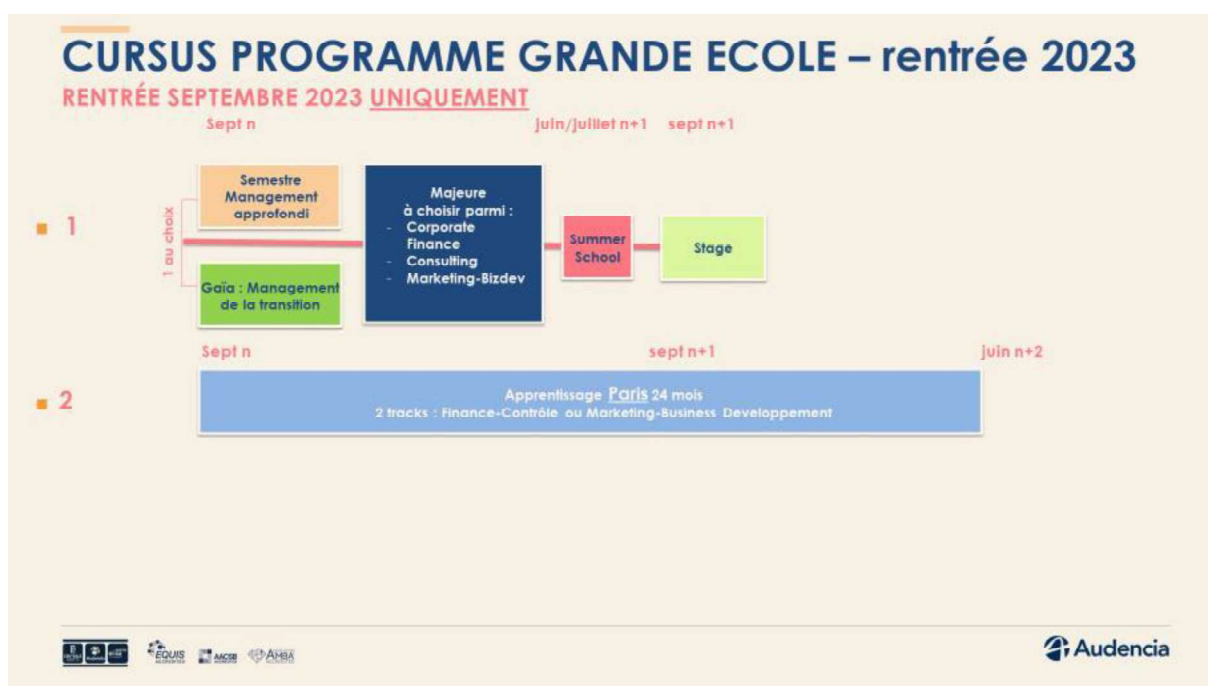 CURSUS PROGRAMME GRANDE ECOLE – rentrée 2023
RENTRÉE SEPTEMBRE 2023 UNIQUEMENT
Sept n
juin/juillet n+1
sept n+1
1
1 au choix
Semestre
Management
approfondi
Gaïa : Management
de la transition
Majeure
à choisir parmi :
- Corporate
Finance
- Consulting
- Marketing-Bizdev
Summer
School
Stage
Sept n
sept n+1
juin n+2
2
Apprentissage Paris 24 mois
2 tracks : Finance-Contrôle ou Marketing-Business Developpement
EQUIS
AACSB
AMBA
Audencia